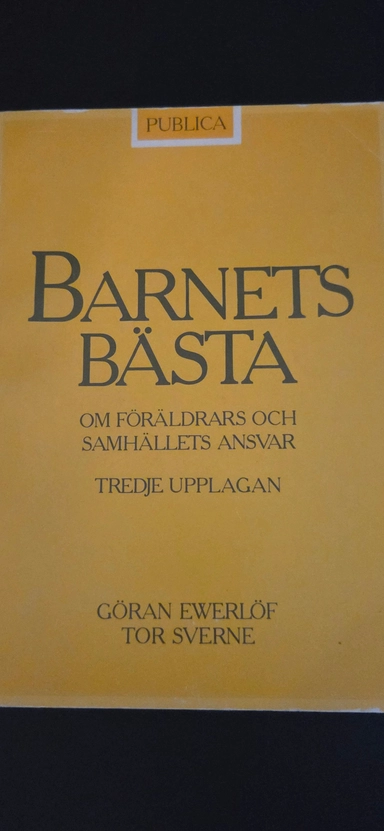 PUBLICA
BARNETS
BÄSTA
OM FÖRÄLDRARS OCH
SAMHÄLLETS ANSVAR
TREDJE UPPLAGAN
GÖRAN EWERLÖF
TOR SVERNE